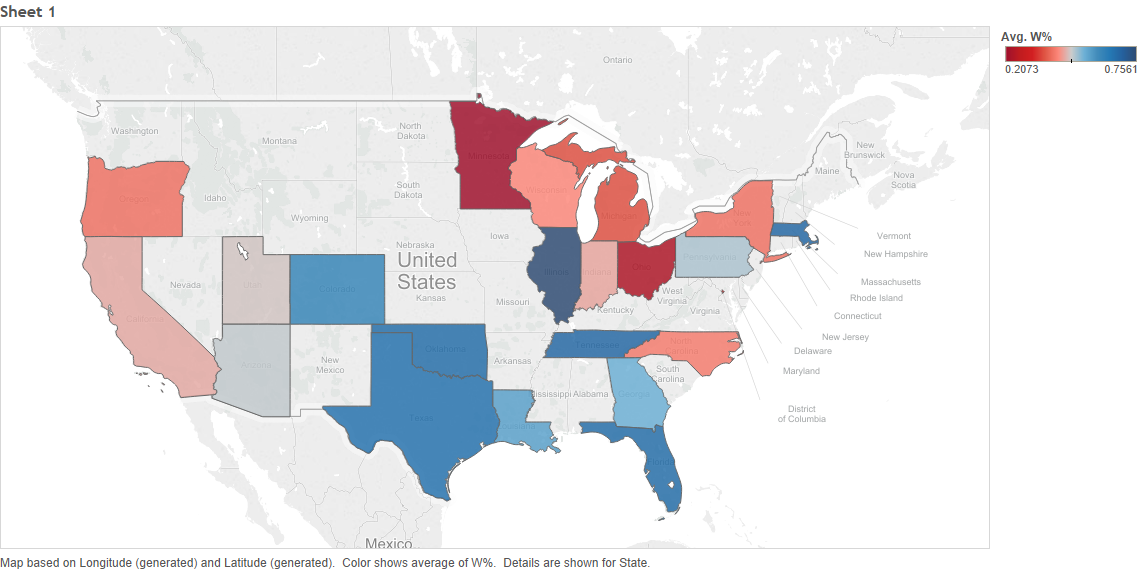 Sheet 1
Avg. W%
0.2073 0.7561
Ontario
Washington
Montana
North
Dakota
Minnesota
New
Brunswick
Maine
Nova
Scotia
Oregon
Idaho
South
Dakota
Wisconsin
Michigan
New
York
Wyoming
Iowa
Vermont
Nebraska
New Hampshire
United
States
Nevada
Utah
Colorado
Kansas
Missouri
Illinois
Indiana
Ohio
Pennsylvania
West
Virginia
Virginia
Kentucky
Massachusetts
Rhode Island
Connecticut
New Jersey
Delaware
Maryland
District
of Columbia
California
Arizona
New
Mexico
Oklahoma
Arkansas
Tennessee
North
Carolina
South
Carolina
Texas
Louisiana
Mississippi
Alabama
Georgia
Florida
Mexico
Map based on Longitude (generated) and Latitude (generated).  Color shows average of W%.  Details are shown for State.